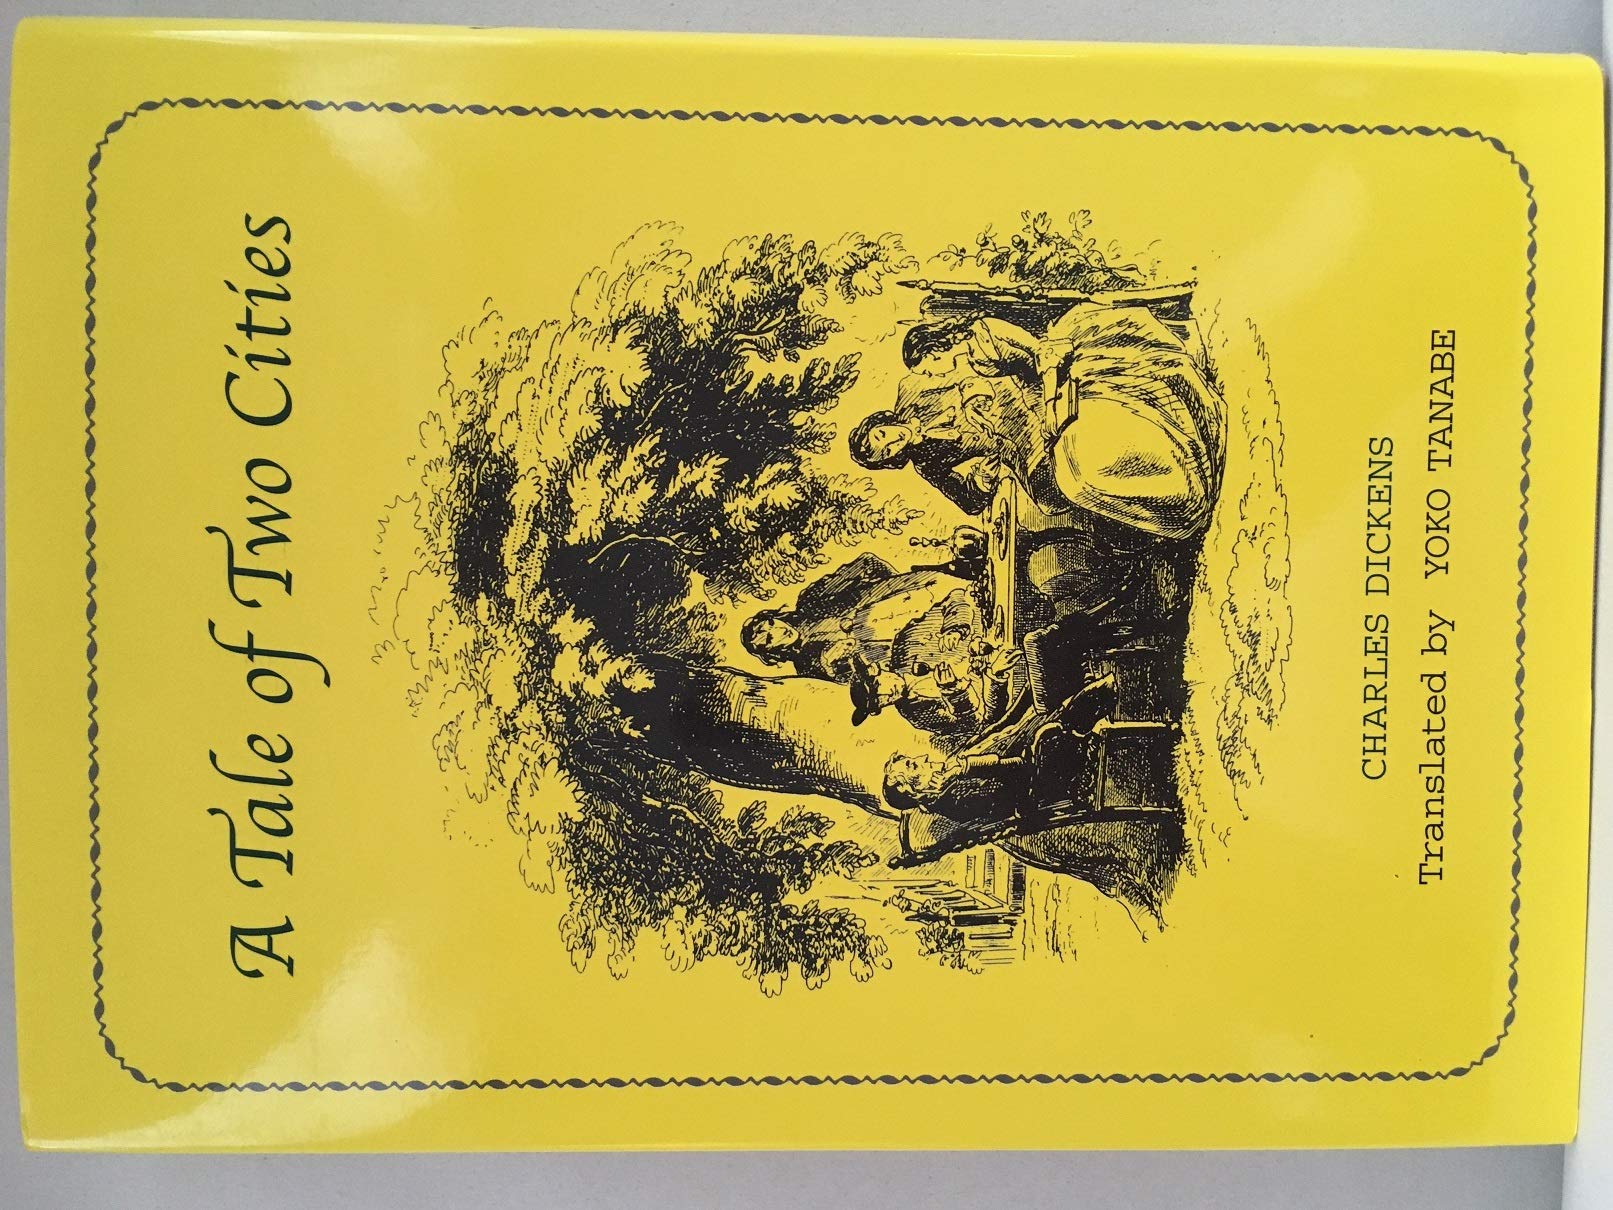 A Tale of Two Cities
CHARLES DICKENS
Translated by YOKO TANABE